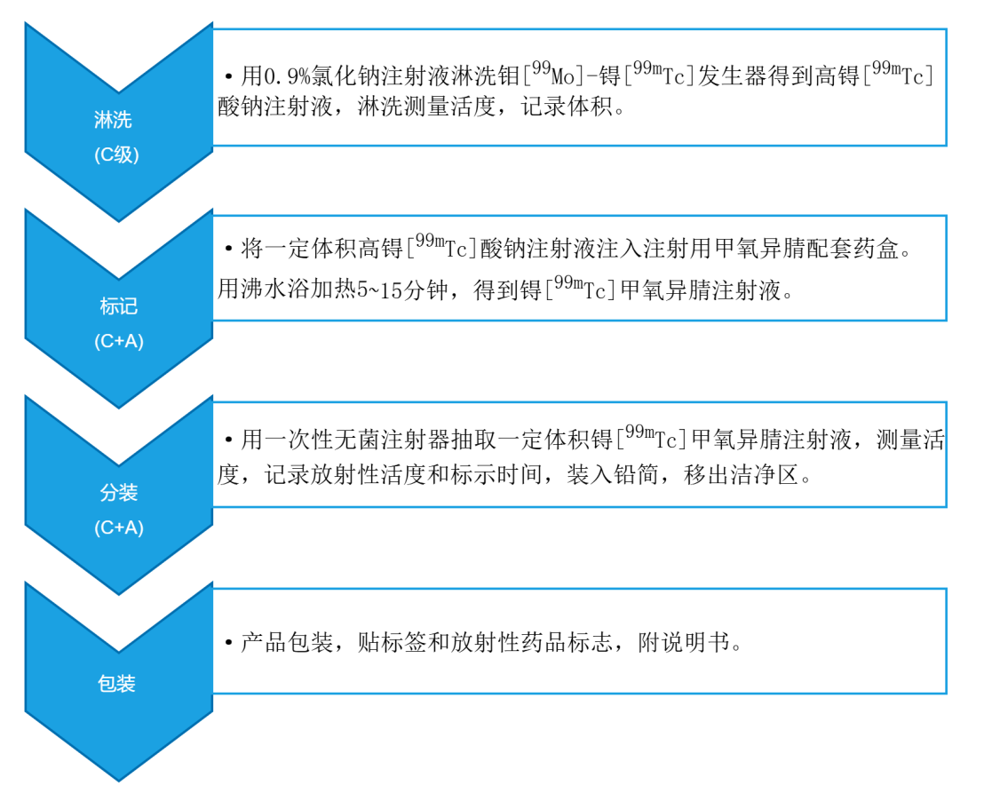 淋洗
(C级)
•用0.9%氯化钠注射液淋洗钼[⁹⁹Mo]-锝[⁹⁹ᵐTc]发生器得到高锝[⁹⁹ᵐTc]
酸钠注射液，淋洗测量活度，记录体积。
标记
(C+A)
•将一定体积高锝[⁹⁹ᵐTc]酸钠注射液注入注射用甲氧异腈配套药盒。
用沸水浴加热5~15分钟，得到锝[⁹⁹ᵐTc]甲氧异腈注射液。
分装
(C+A)
•用一次性无菌注射器抽取一定体积锝[⁹⁹ᵐTc]甲氧异腈注射液，测量活
度，记录放射性活度和标示时间，装入铅筒，移出洁净区。
包装
•产品包装，贴标签和放射性药品标志，附说明书。